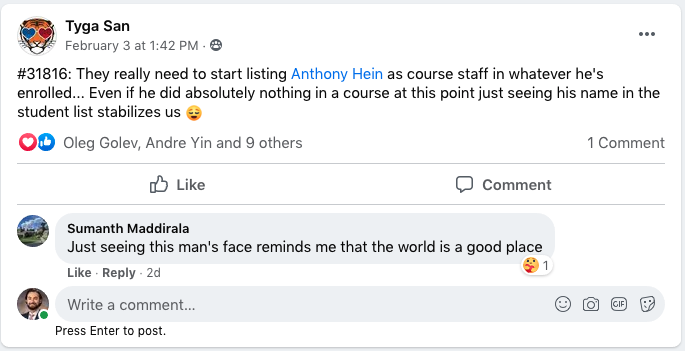 Tyga San
February 3 at 1:42 PM ·
#31816: They really need to start listing Anthony Hein as course staff in whatever he's
enrolled... Even if he did absolutely nothing in a course at this point just seeing his name in the
student list stabilizes us 😌
Oleg Golev, Andre Yin and 9 others
1 Comment
Like
Comment
Sumanth Maddirala
Just seeing this man's face reminds me that the world is a good place
1
Like · Reply · 2d
Write a comment...
GIF
Press Enter to post.